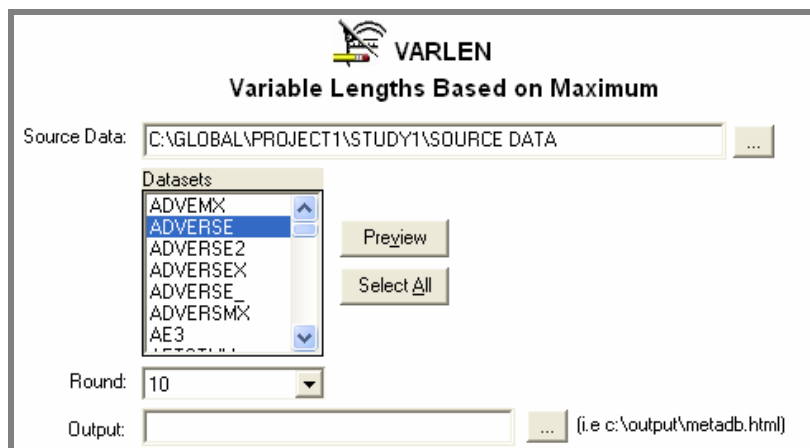 VARLEN
Variable Lengths Based on Maximum
Source Data: C:\GLOBAL\PROJECT1\STUDY1\SOURCE DATA ...
Datasets
ADVEMX
ADVERSE
ADVERSE2
ADVERSEX
ADVERSE_
ADVERSMX
AE3
Preview
Select All
Round: 10
Output: ... (i.e c:\output\metadb.html)